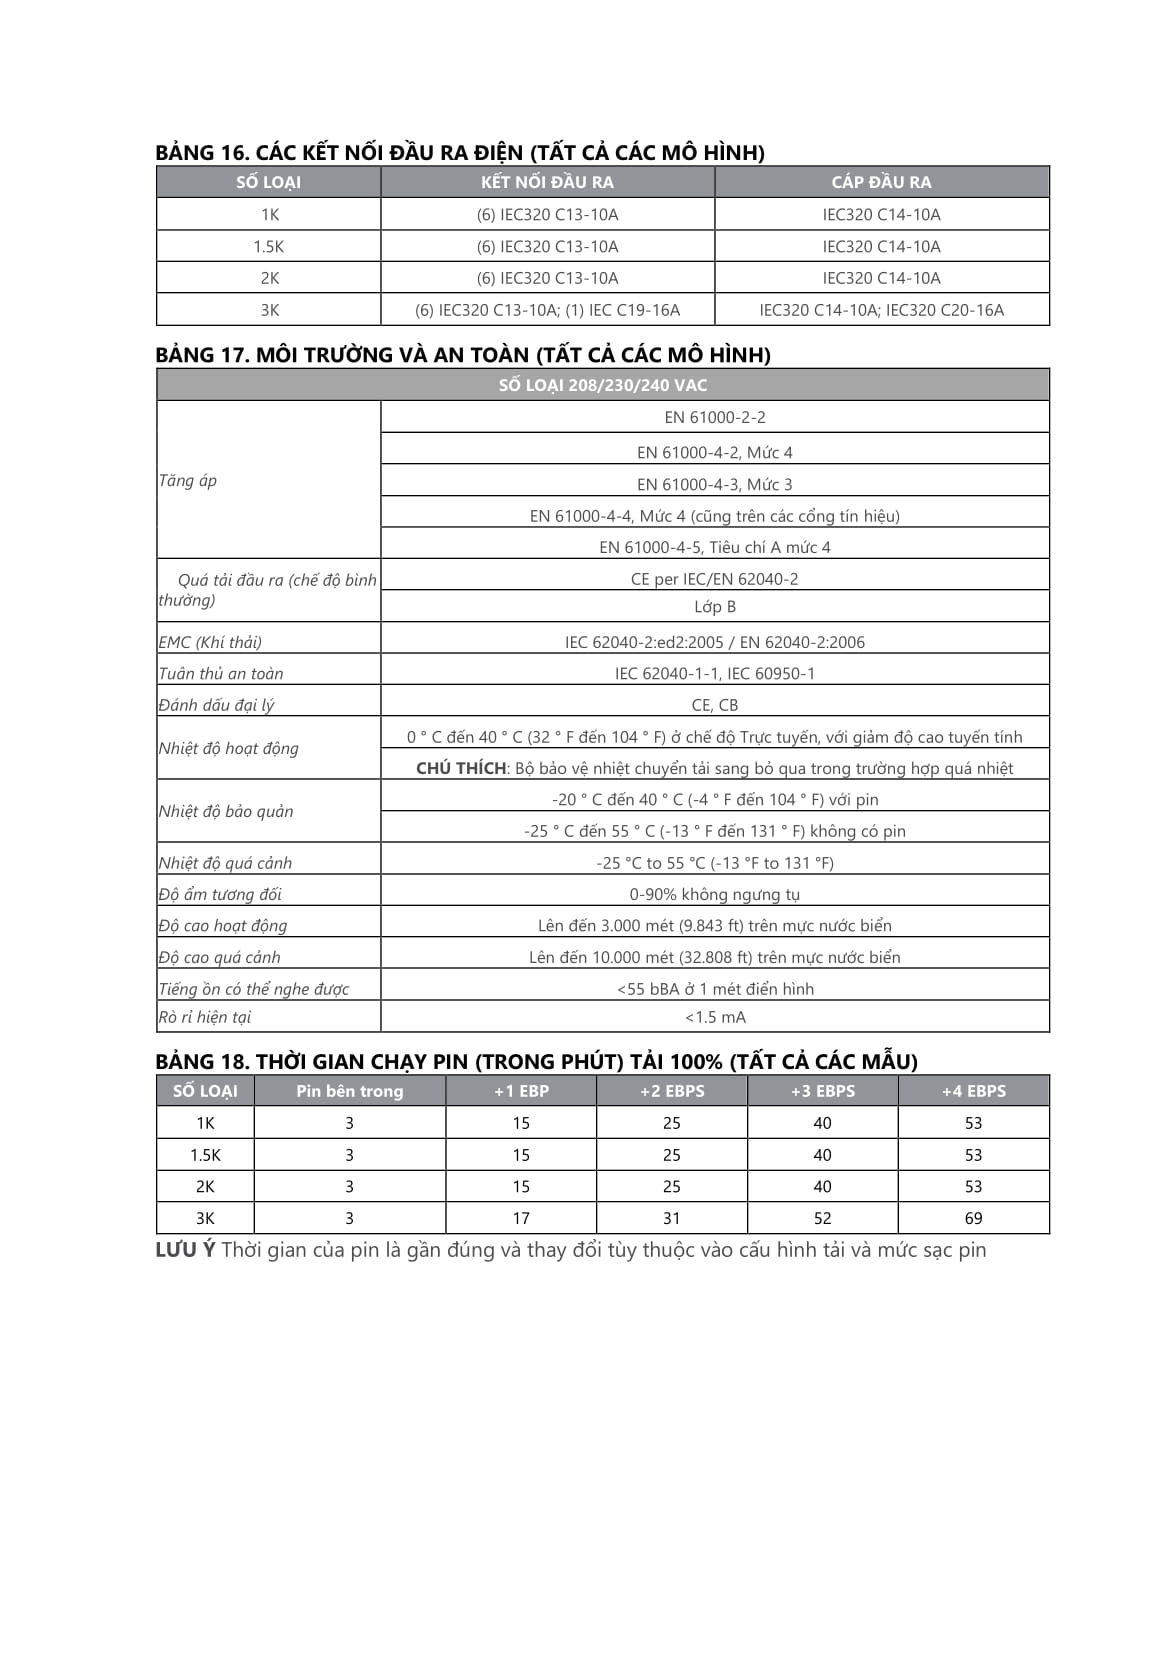 BẢNG 16. CÁC KẾT NỐI ĐẦU RA ĐIỆN (TẤT CẢ CÁC MÔ HÌNH)
SỐ LOẠI KẾT NỐI ĐẦU RA CÁP ĐẦU RA
1K (6) IEC320 C13-10A IEC320 C14-10A
1.5K (6) IEC320 C13-10A IEC320 C14-10A
2K (6) IEC320 C13-10A IEC320 C14-10A
3K (6) IEC320 C13-10A; (1) IEC C19-16A IEC320 C14-10A; IEC320 C20-16A
BẢNG 17. MÔI TRƯỜNG VÀ AN TOÀN (TẤT CẢ CÁC MÔ HÌNH)
SỐ LOẠI 208/230/240 VAC
Tăng áp
EN 61000-2-2
EN 61000-4-2, Mức 4
EN 61000-4-3, Mức 3
EN 61000-4-4, Mức 4 (cũng trên các cổng tín hiệu)
EN 61000-4-5, Tiêu chí A mức 4
Quá tải đầu ra (chế độ bình
thường)
CE per IEC/EN 62040-2
Lớp B
EMC (Khí thải) IEC 62040-2:ed2:2005 / EN 62040-2:2006
Tuân thủ an toàn IEC 62040-1-1, IEC 60950-1
Đánh dấu đại lý CE, CB
Nhiệt độ hoạt động
0 ° C đến 40 ° C (32 ° F đến 104 ° F) ở chế độ Trực tuyến, với giảm độ cao tuyến tính
CHÚ THÍCH: Bộ bảo vệ nhiệt chuyển tải sang bỏ qua trong trường hợp quá nhiệt
Nhiệt độ bảo quản
-20 ° C đến 40 ° C (-4 ° F đến 104 ° F) với pin
-25 ° C đến 55 ° C (-13 ° F đến 131 ° F) không có pin
Nhiệt độ quá cảnh -25 °C to 55 °C (-13 °F to 131 °F)
Độ ẩm tương đối 0-90% không ngưng tụ
Độ cao hoạt động Lên đến 3.000 mét (9.843 ft) trên mực nước biển
Độ cao quá cảnh Lên đến 10.000 mét (32.808 ft) trên mực nước biển
Tiếng ồn có thể nghe được <55 bBA ở 1 mét điển hình
Rò rỉ hiện tại <1.5 mA
BẢNG 18. THỜI GIAN CHẠY PIN (TRONG PHÚT) TẢI 100% (TẤT CẢ CÁC MẪU)
SỐ LOẠI Pin bên trong +1 EBP +2 EBPS +3 EBPS +4 EBPS
1K 3 15 25 40 53
1.5K 3 15 25 40 53
2K 3 15 25 40 53
3K 3 17 31 52 69
LƯU Ý Thời gian của pin là gần đúng và thay đổi tùy thuộc vào cấu hình tải và mức sạc pin